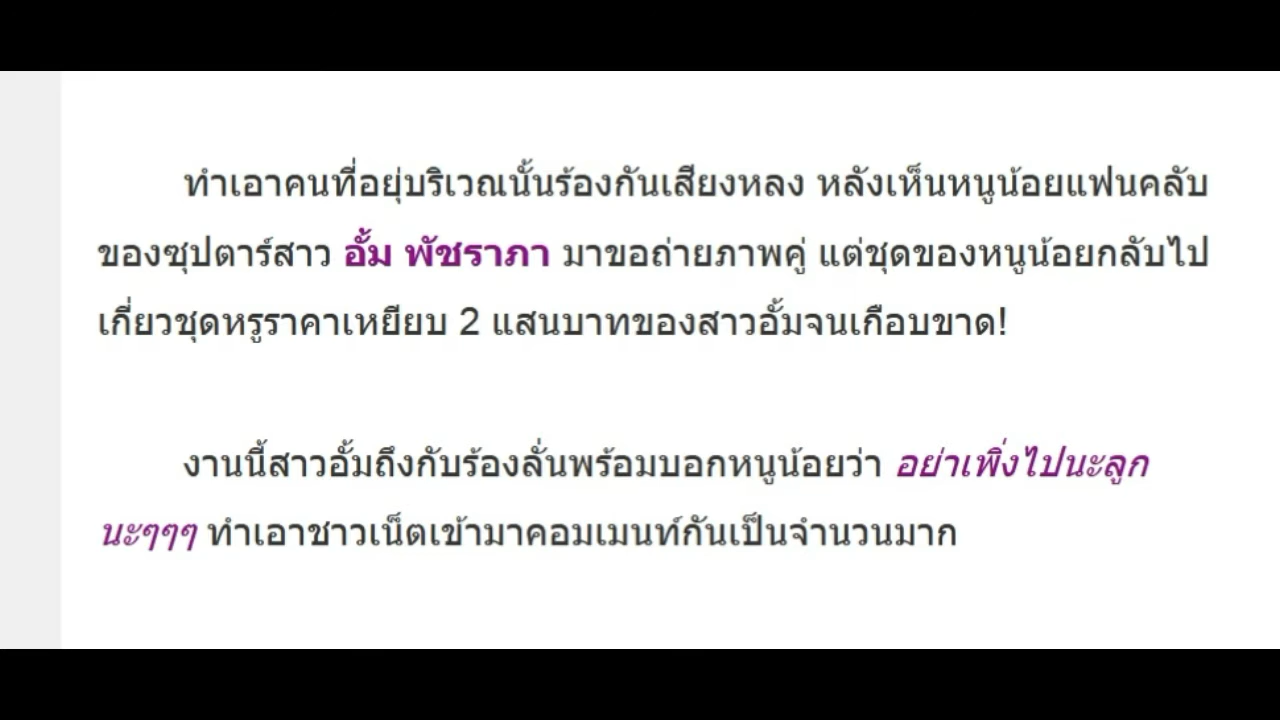 ทำเอาคนที่อยู่บริเวณนั้นร้องกันเสียงหลง หลังเห็นหนูน้อยแฟนคลับ
ของซุปตาร์สาว อั้ม พัชราภา มาขอถ่ายภาพคู่ แต่ชุดของหนูน้อยกลับไป
เกี่ยวชุดหรูราคาเหยียบ 2 แสนบาทของสาวอั้มจนเกือบขาด!
งานนี้สาวอั้มถึงกับร้องลั่นพร้อมบอกหนูน้อยว่า อย่าเพิ่งไปนะลูก
นะๆๆๆ ทำเอาชาวเน็ตเข้ามาคอมเมนท์กันเป็นจำนวนมาก